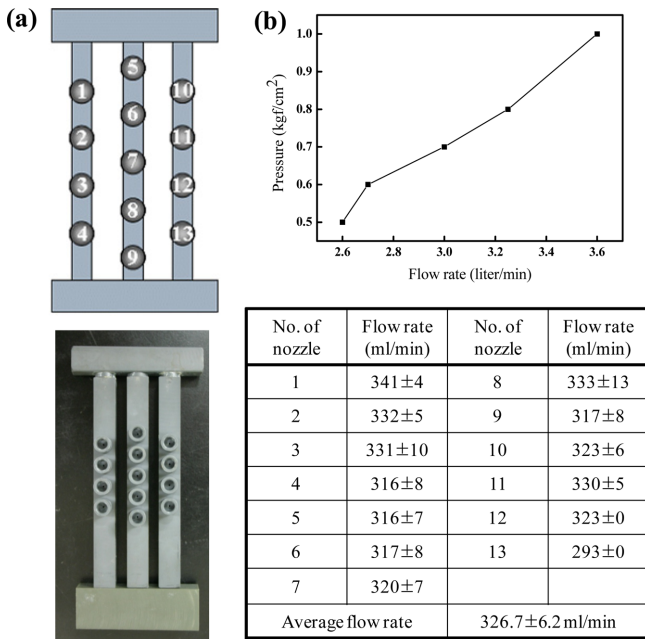 (a)
5
1
10
6
2
11
7
3
12
8
4
13
9
(b)
1.0
0.9
0.8
0.7
0.6
0.5
Pressure (kgf/cm²)
2.6 2.8 3.0 3.2 3.4 3.6
Flow rate (liter/min)
No. of nozzle Flow rate (ml/min) No. of nozzle Flow rate (ml/min)
1 341±4 8 333±13
2 332±5 9 317±8
3 331±10 10 323±6
4 316±8 11 330±5
5 316±7 12 323±0
6 317±8 13 293±0
7 320±7
Average flow rate 326.7±6.2 ml/min